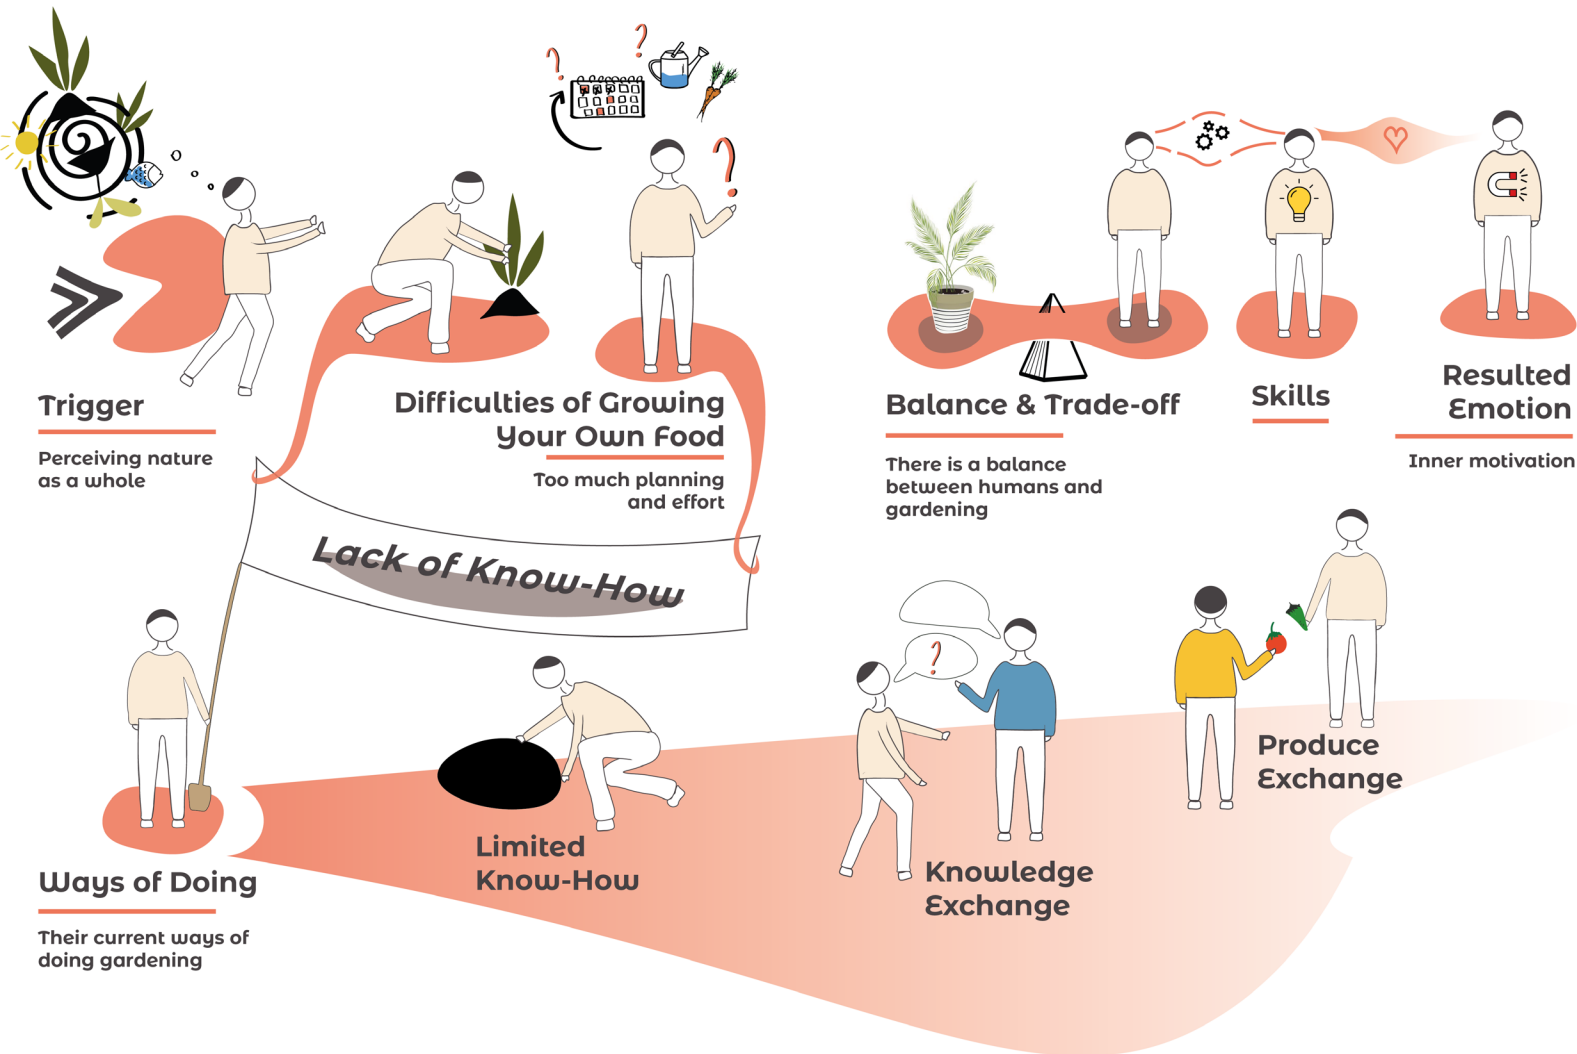 Trigger
Perceiving nature
as a whole
Difficulties of Growing
Your Own Food
Too much planning
and effort
Balance & Trade-off
There is a balance
between humans and
gardening
Skills
Resulted
Emotion
Inner motivation
? ? ?
Lack of Know-How
?
Ways of Doing
Their current ways of
doing gardening
Limited
Know-How
Knowledge
Exchange
Produce
Exchange